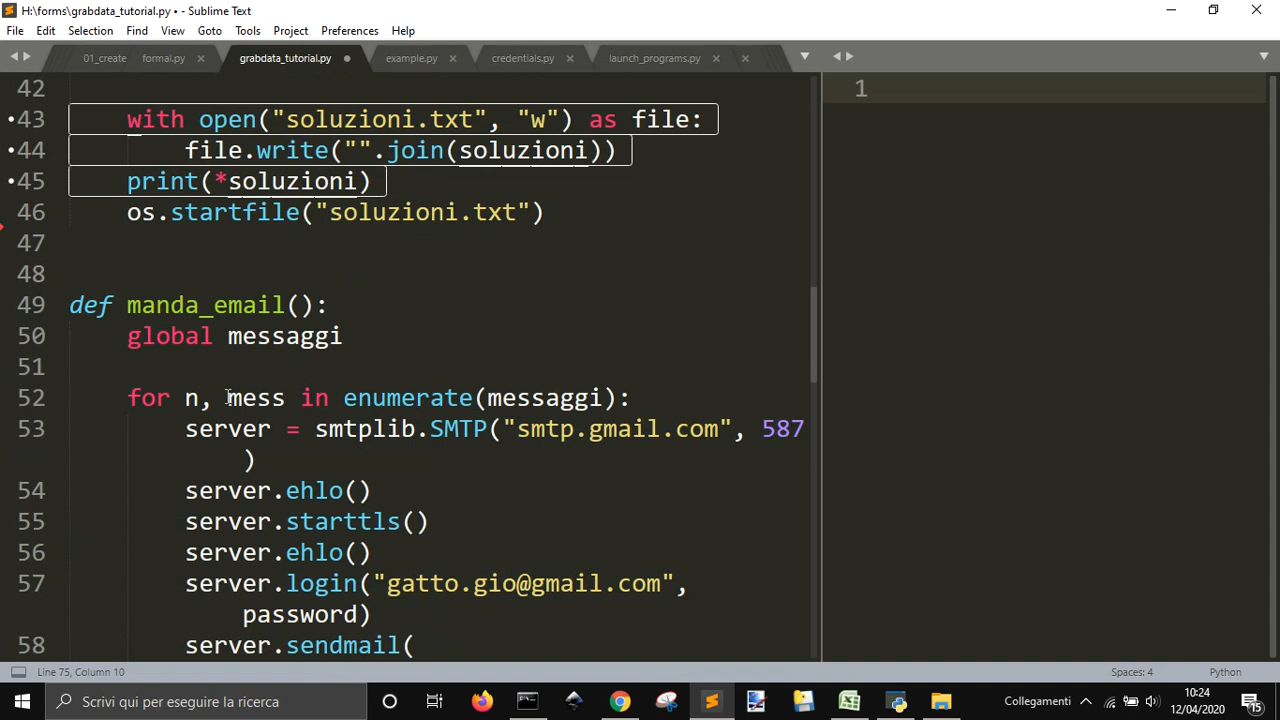 H:\forms\grabdata_tutorial.py • - Sublime Text
File Edit Selection Find View Goto Tools Project Preferences Help
01_create formal.py grabdata_tutorial.py example.py credentials.py launch_programs.py
42
43 with open("soluzioni.txt", "w") as file:
44 file.write("".join(soluzioni))
45 print(*soluzioni)
46 os.startfile("soluzioni.txt")
47
48
49 def manda_email():
50 global messaggi
51
52 for n, mess in enumerate(messaggi):
53 server = smtplib.SMTP("smtp.gmail.com", 587
)
54 server.ehlo()
55 server.starttls()
56 server.ehlo()
57 server.login("gatto.gio@gmail.com",
password)
58 server.sendmail(
1
Line 75, Column 10
Spaces: 4 Python
Scrivi qui per eseguire la ricerca
Collegamenti
10:24
12/04/2020
15